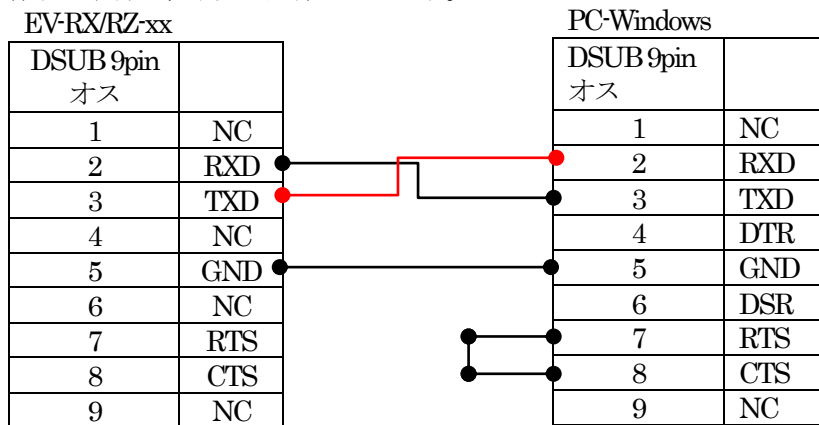 EV-RX/RZ-xx
DSUB 9pin
オス
1 NC
2 RXD
3 TXD
4 NC
5 GND
6 NC
7 RTS
8 CTS
9 NC
PC-Windows
DSUB 9pin
オス
1 NC
2 RXD
3 TXD
4 DTR
5 GND
6 DSR
7 RTS
8 CTS
9 NC